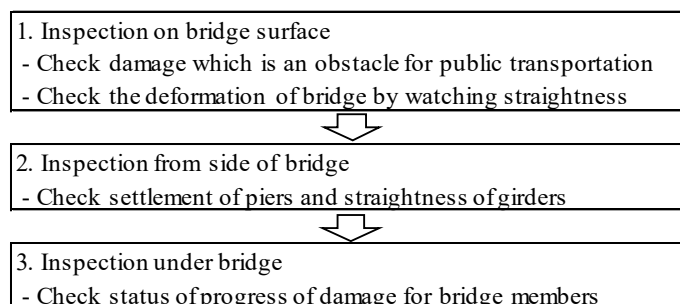 1. Inspection on bridge surface
- Check damage which is an obstacle for public transportation
- Check the deformation of bridge by watching straightness
2. Inspection from side of bridge
- Check settlement of piers and straightness of girders
3. Inspection under bridge
- Check status of progress of damage for bridge members